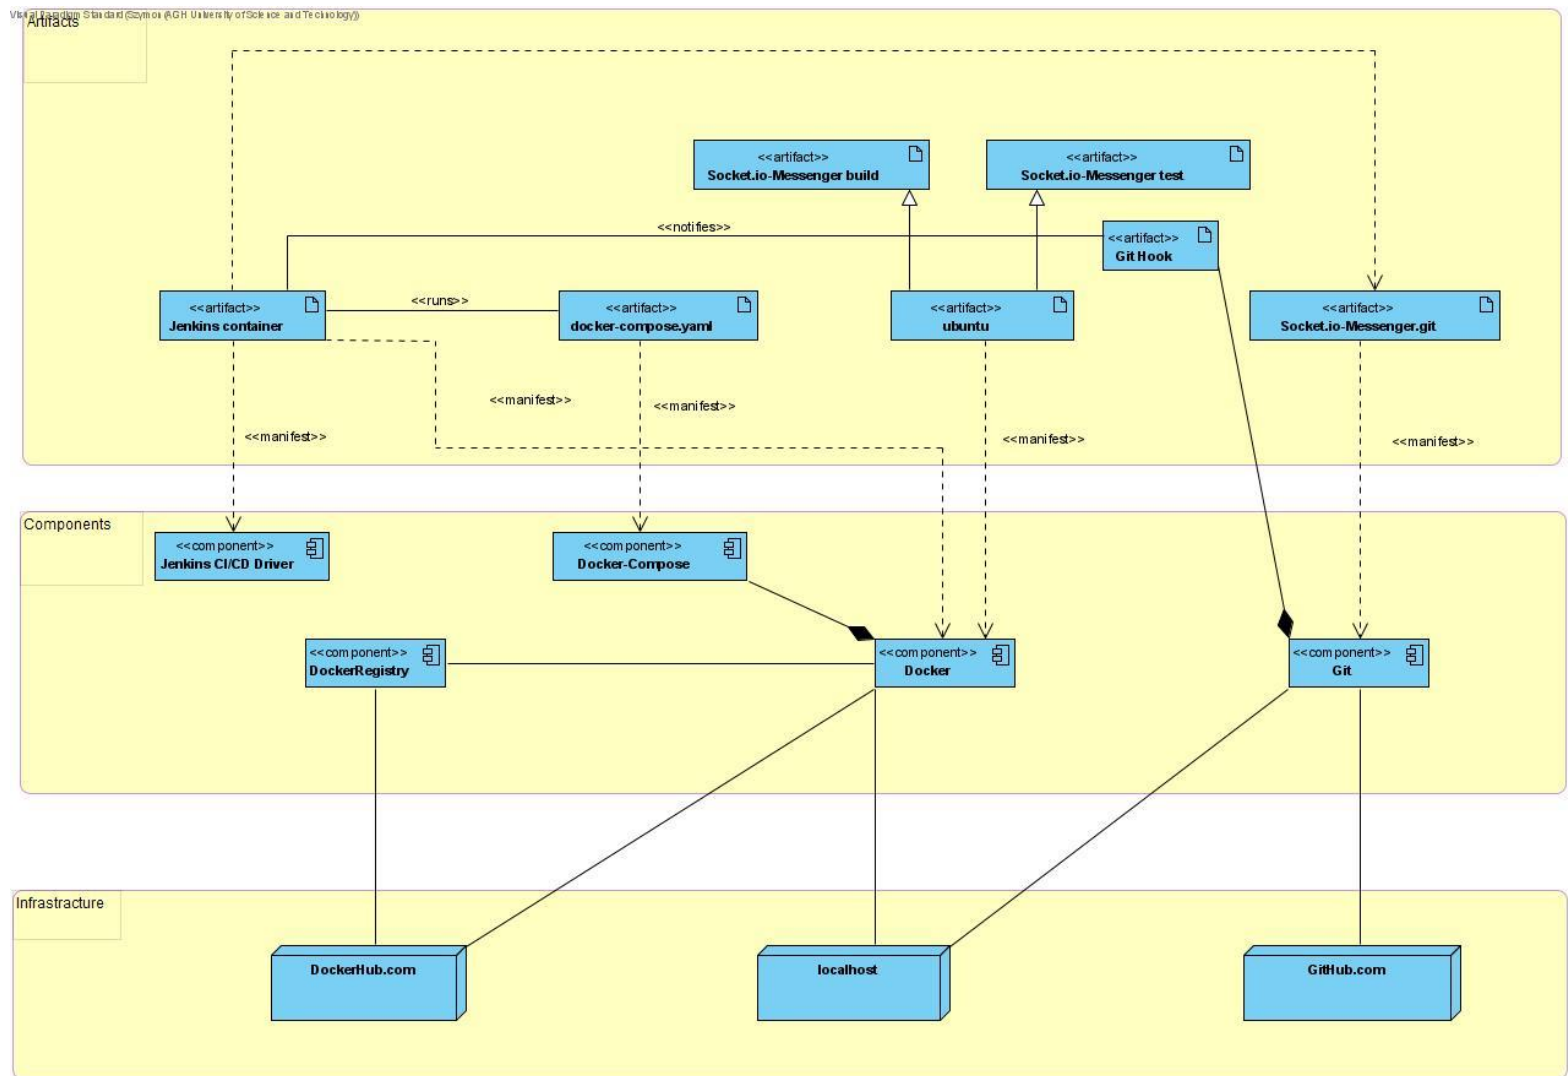 Visual Paradigm Standard(Szymon(AGH University of Science and Technology))
Artifacts
<<artifact>>
Socket.io-Messenger build
<<artifact>>
Socket.io-Messenger test
<<notifies>>
<<artifact>>
Git Hook
<<artifact>>
Jenkins container
<<runs>>
<<artifact>>
docker-compose.yaml
<<artifact>>
ubuntu
<<artifact>>
Socket.io-Messenger.git
<<manifest>>
<<manifest>>
<<manifest>>
<<manifest>>
<<manifest>>
Components
<<component>>
Jenkins CI/CD Driver
<<component>>
Docker-Compose
<<component>>
DockerRegistry
<<component>>
Docker
<<component>>
Git
Infrastracture
DockerHub.com
localhost
GitHub.com